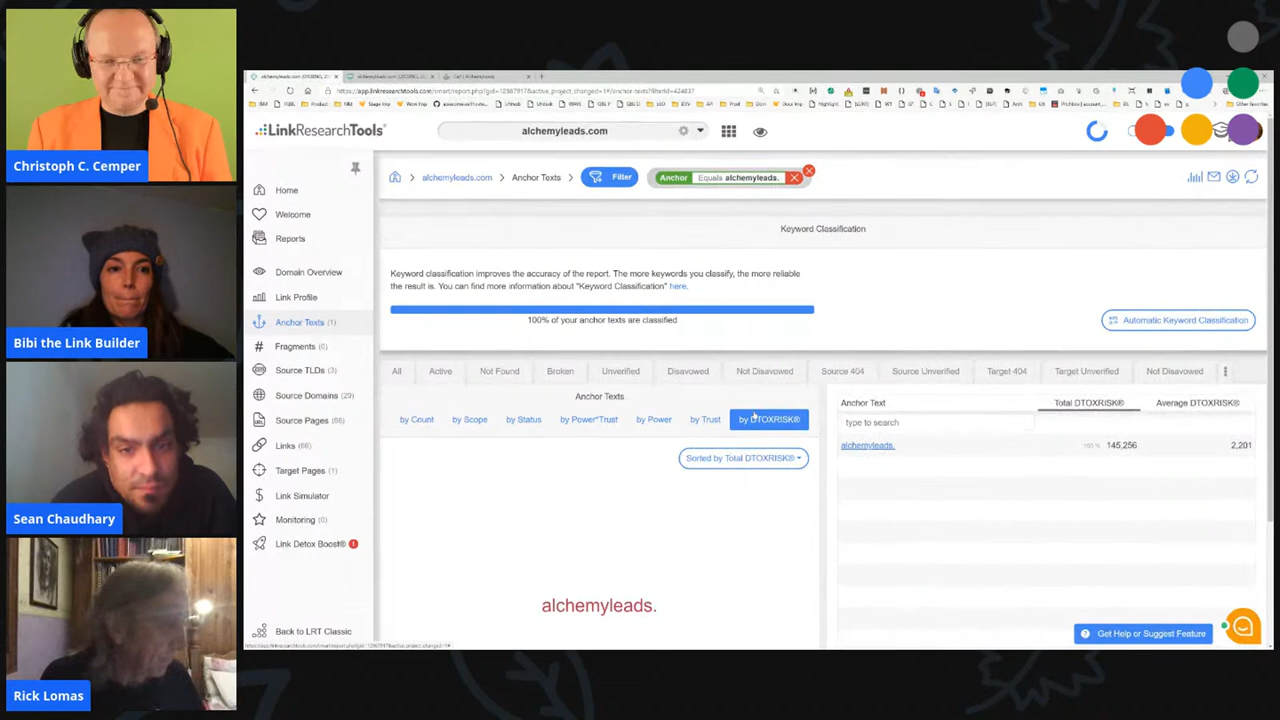 Christoph C. Cemper
Bibi the Link Builder
Sean Chaudhary
Rick Lomas
LinkResearchTools®
alchemyleads.com
alchemyleads.com
Anchor Texts
Filter
Anchor Equals alchemyleads.
Home
Welcome
Reports
Domain Overview
Link Profile
Anchor Texts (1)
Fragments (0)
Source TLDs (3)
Source Domains (29)
Source Pages (66)
Links (66)
Target Pages (1)
Link Simulator
Monitoring (0)
Link Detox Boost®
Back to LRT Classic
Keyword Classification
Keyword classification improves the accuracy of the report. The more keywords you classify, the more reliable
the result is. You can find more information about "Keyword Classification" here.
100% of your anchor texts are classified
Automatic Keyword Classification
All Active Not Found Broken Unverified Disavowed Not Disavowed Source 404 Source Unverified Target 404 Target Unverified Not Disavowed
Anchor Texts
by Count by Scope by Status by Power*Trust by Power by Trust by DTOXRISK®
Sorted by Total DTOXRISK®
alchemyleads.
Anchor Text Total DTOXRISK® Average DTOXRISK®
type to search
alchemyleads. 100 % 145,256 2,201
Get Help or Suggest Feature